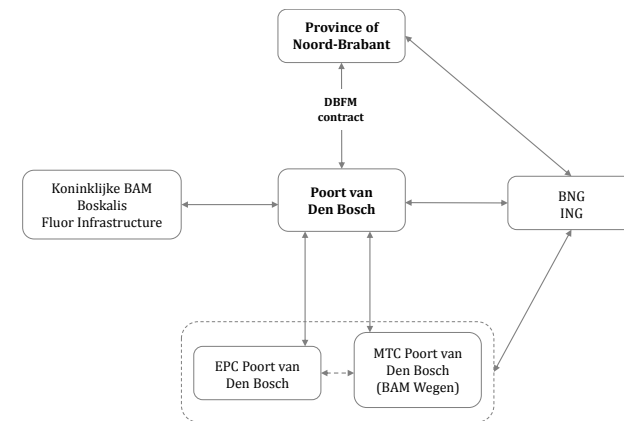 Province of
Noord-Brabant
DBFM
contract
Koninklijke BAM
Boskalis
Fluor Infrastructure
Poort van
Den Bosch
BNG
ING
EPC Poort van
Den Bosch
MTC Poort van
Den Bosch
(BAM Wegen)